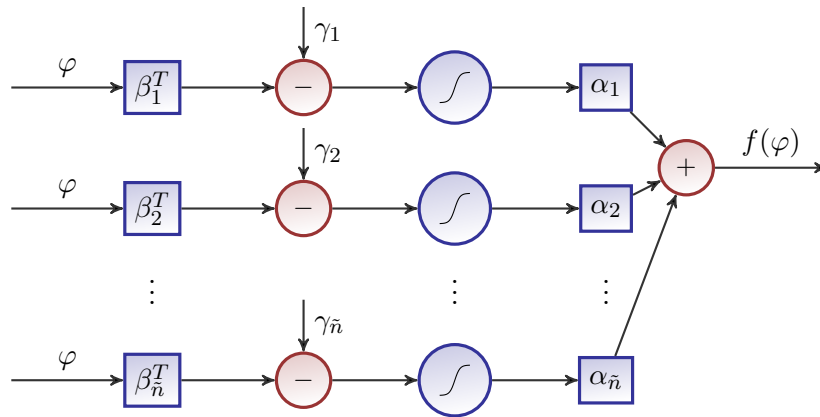 γ₁
φ β₁ᵀ − α₁
γ₂ + f(φ)
φ β₂ᵀ − α₂
⋮ ⋮ ⋮
γ_ñ
φ β_ñᵀ − α_ñ